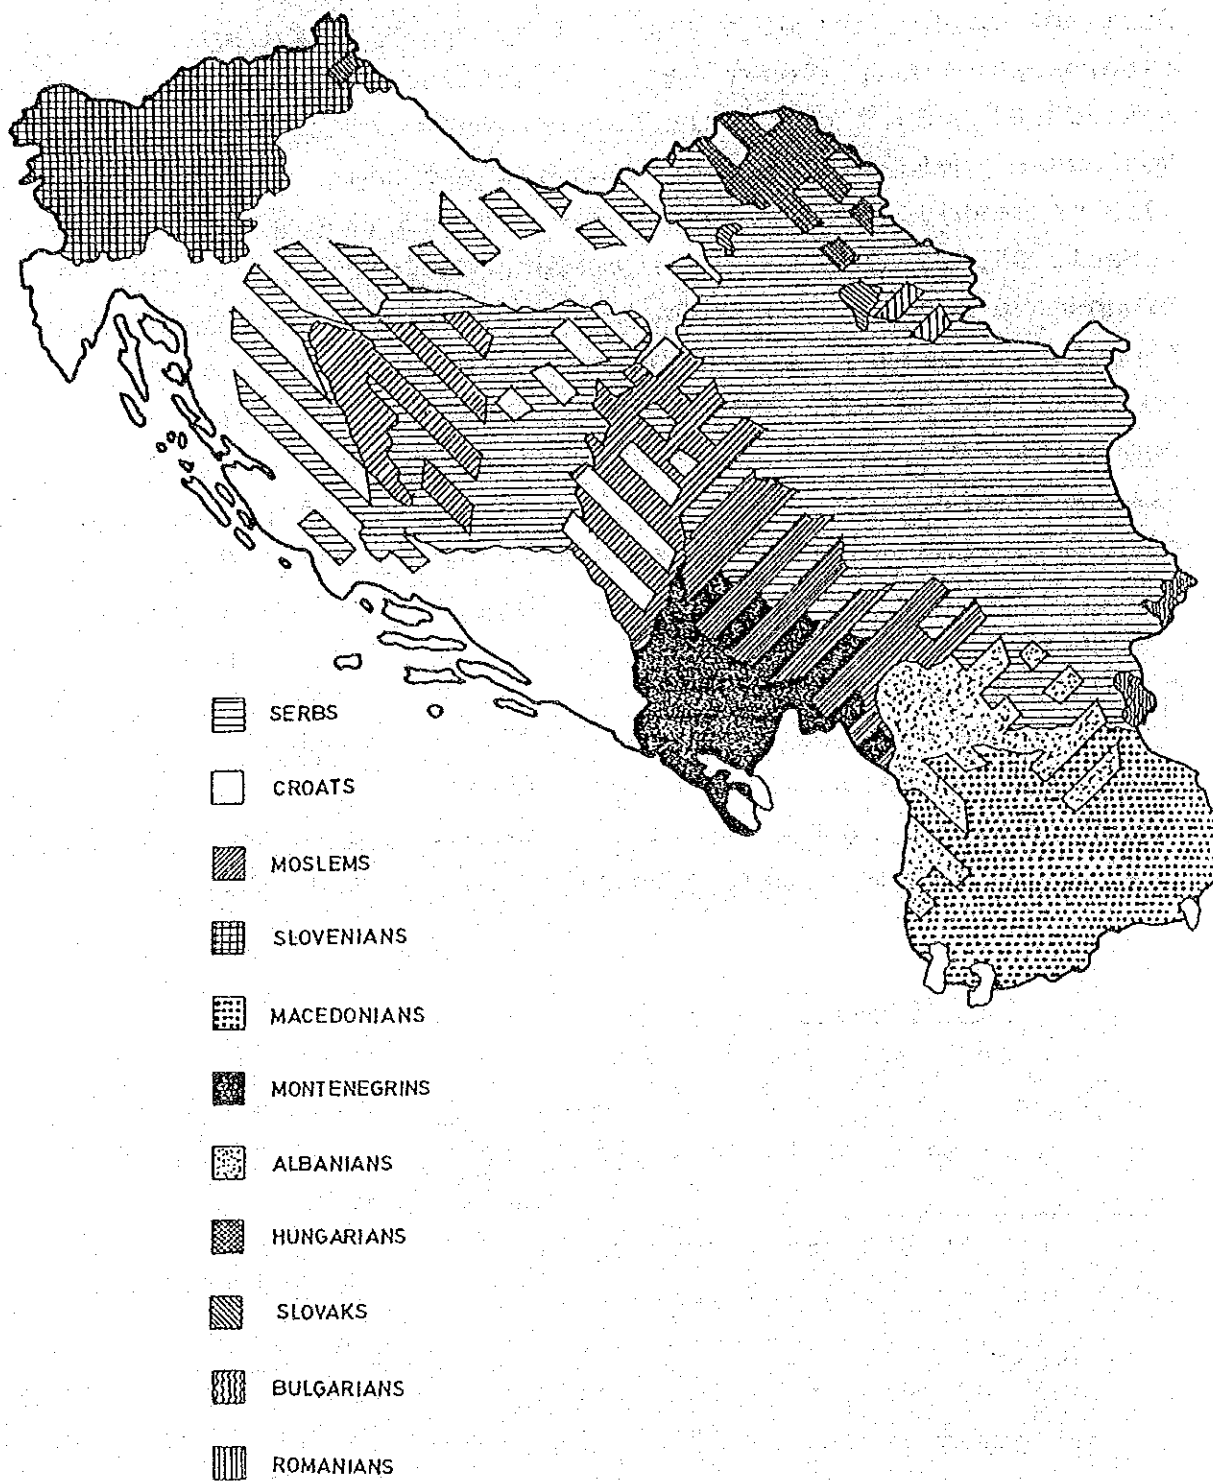 SERBS
CROATS
MOSLEMS
SLOVENIANS
MACEDONIANS
MONTENEGRINS
ALBANIANS
HUNGARIANS
SLOVAKS
BULGARIANS
ROMANIANS